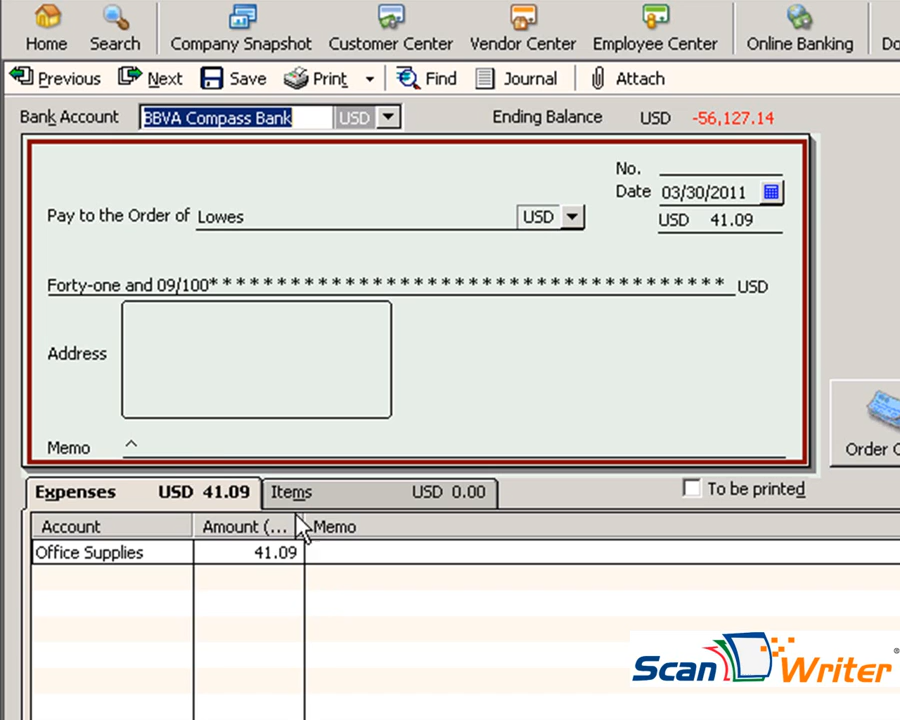 Home Search Company Snapshot Customer Center Vendor Center Employee Center Online Banking Do
Previous Next Save Print Find Journal Attach
Bank Account BBVA Compass Bank USD Ending Balance USD -56,127.14
No.
Date 03/30/2011
Pay to the Order of Lowes USD USD 41.09
Forty-one and 09/100* * * * * * * * * * * * * * * * * * * * * * * * * * * * * * * * * * * * * * USD
Address
Order C
Memo ^
Expenses USD 41.09 Items USD 0.00 To be printed
Account Amount (... Memo
Office Supplies 41.09
Scan Writer®